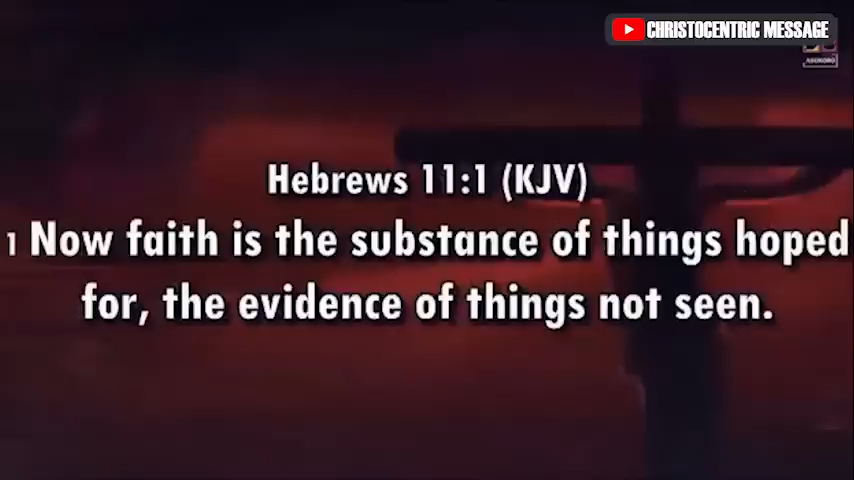 CHRISTOCENTRIC MESSAGE
Hebrews 11:1 (KJV)
1 Now faith is the substance of things hoped
for, the evidence of things not seen.